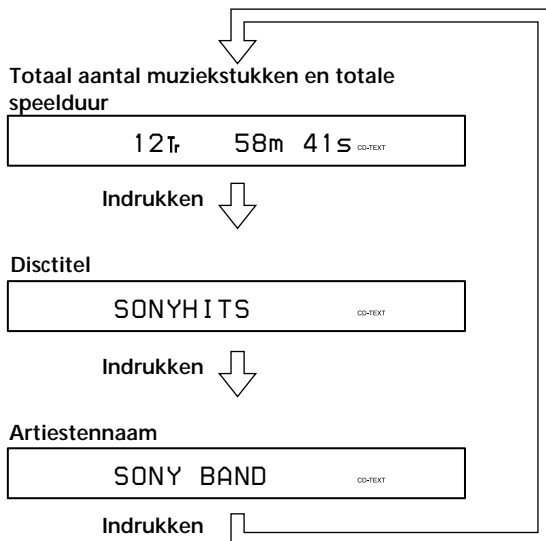 Totaal aantal muziekstukken en totale
speelduur
12Tr 58m 41s CD-TEXT
Indrukken
Disctitel
SONYHITS CD-TEXT
Indrukken
Artiestennaam
SONY BAND CD-TEXT
Indrukken